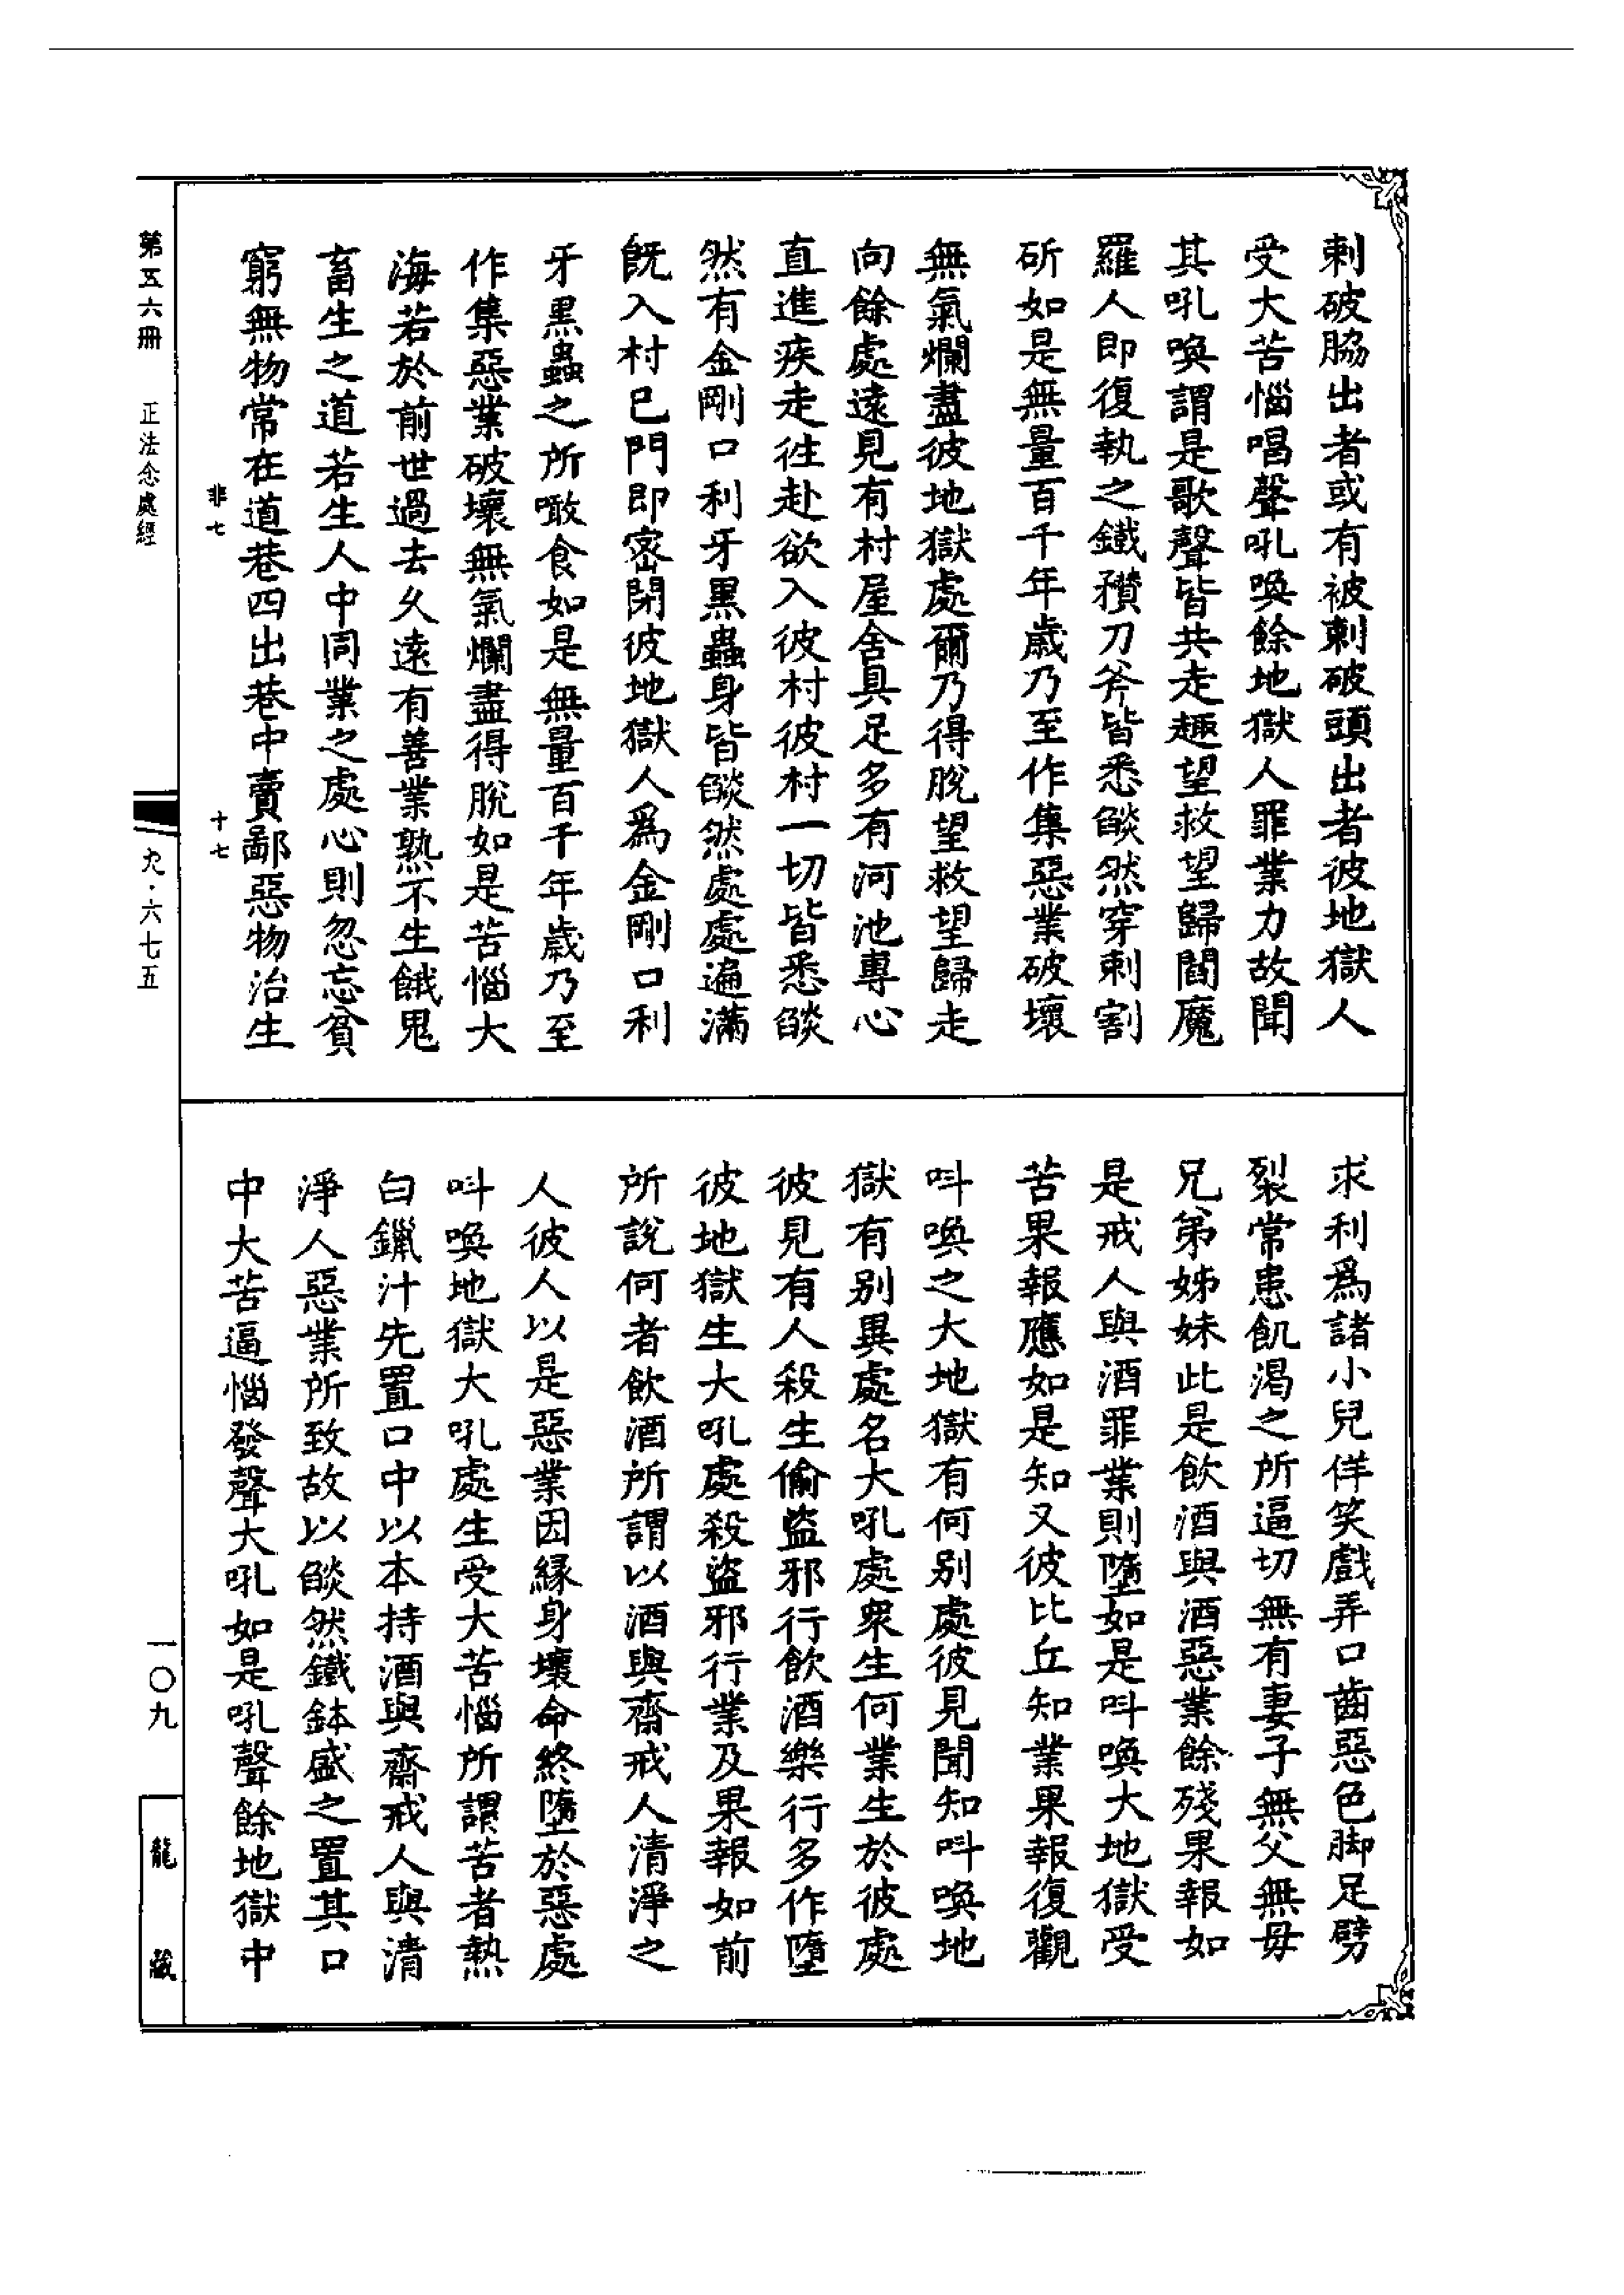 刺破脇出者或有被刺破頭出者彼地獄人
受大苦惱唱聲吼喚餘地獄人罪業力故聞
其吼喚謂是歌聲皆共走趣望救望歸閻魔
羅人即復執之鐵穳刀斧皆悉𦦨然穿刺割
斫如是無量百千年歲乃至作集惡業破壞
無氣爛盡彼地獄處爾乃得脫望救望歸走
向餘處遠見有村屋舍具足多有河池專心
直進疾走往赴欲入彼村彼村一切皆悉𦦨
然有金剛口利牙黑蟲身皆𦦨然處處遍滿
既入村已門即密閉彼地獄人爲金剛口利
牙黑蟲之所噉食如是無量百千年歲乃至
作集惡業破壞無氣爛盡得脫如是苦惱大
海若於前世過去久遠有善業熟不生餓鬼
畜生之道若生人中同業之處心則忽忘貧
窮無物常在道巷四出巷中賣鄙惡物治生
求利爲諸小兒佯笑戲弄口齒惡色脚足劈
裂常患飢渴之所逼切無有妻子無父無母
兄弟姊妹此是飲酒與酒惡業餘殘果報如
是戒人與酒罪業則墮如是叫喚大地獄受
苦果報應如是知又彼比丘知業果報復觀
叫喚之大地獄有何別處彼見聞知叫喚地
獄有別異處名大吼處衆生何業生於彼處
彼見有人殺生偷盜邪行飲酒樂行多作墮
彼地獄生大吼處殺盜邪行業及果報如前
所說何者飲酒所謂以酒與齋戒人清淨之
人彼人以是惡業因緣身壞命終墮於惡處
叫喚地獄大吼處生受大苦惱所謂苦者熱
白鑞汁先置口中以本持酒與齋戒人與清
淨人惡業所致故以𦦨然鐵鉢盛之置其口
中大苦逼惱發聲大吼如是吼聲餘地獄中
非七
十七
第五六冊
正法念處經
九·六七五
一〇九
龍藏